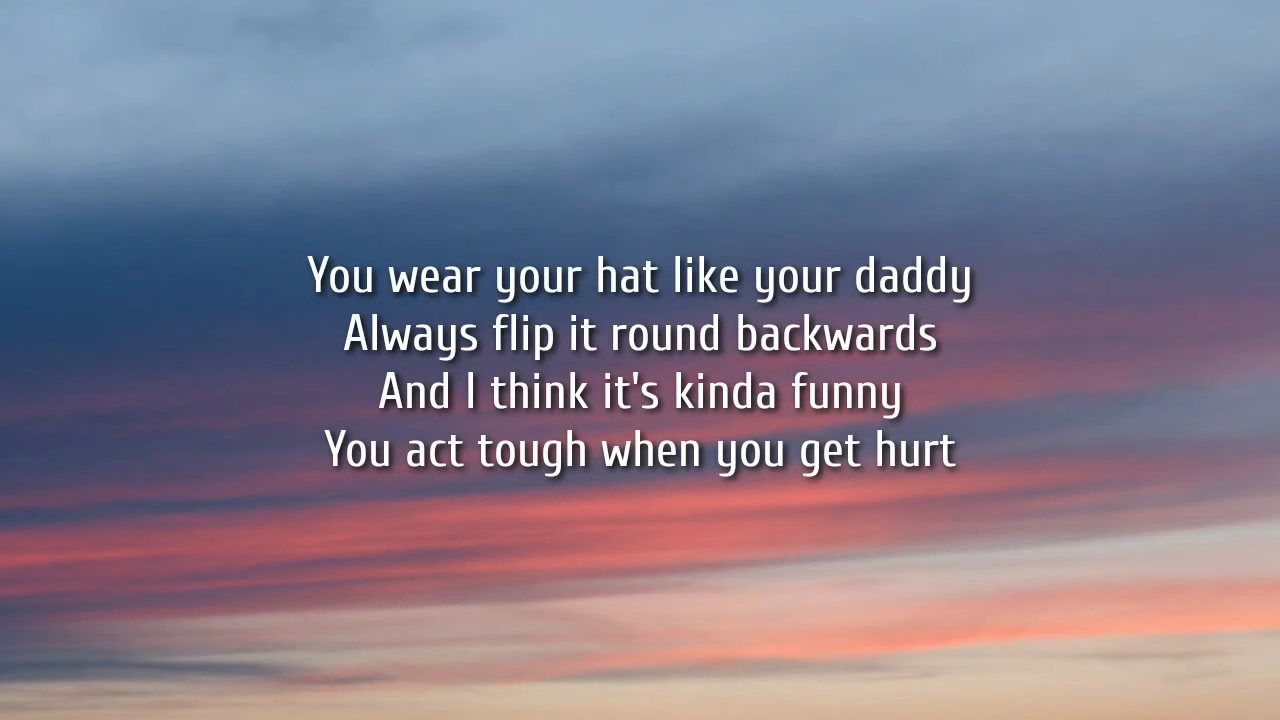 You wear your hat like your daddy
Always flip it round backwards
And I think it's kinda funny
You act tough when you get hurt